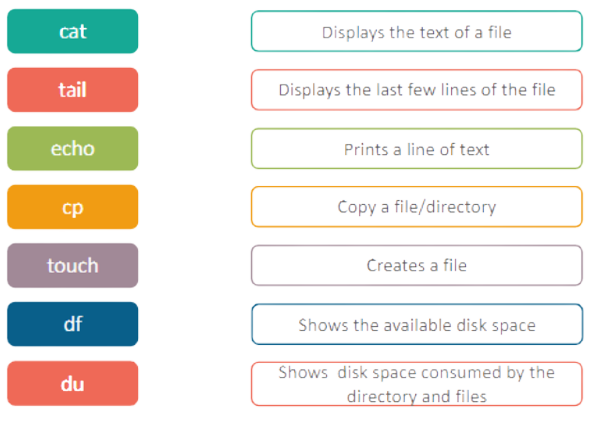 cat
Displays the text of a file
tail
Displays the last few lines of the file
echo
Prints a line of text
cp
Copy a file/directory
touch
Creates a file
df
Shows the available disk space
du
Shows  disk space consumed by the
directory and files